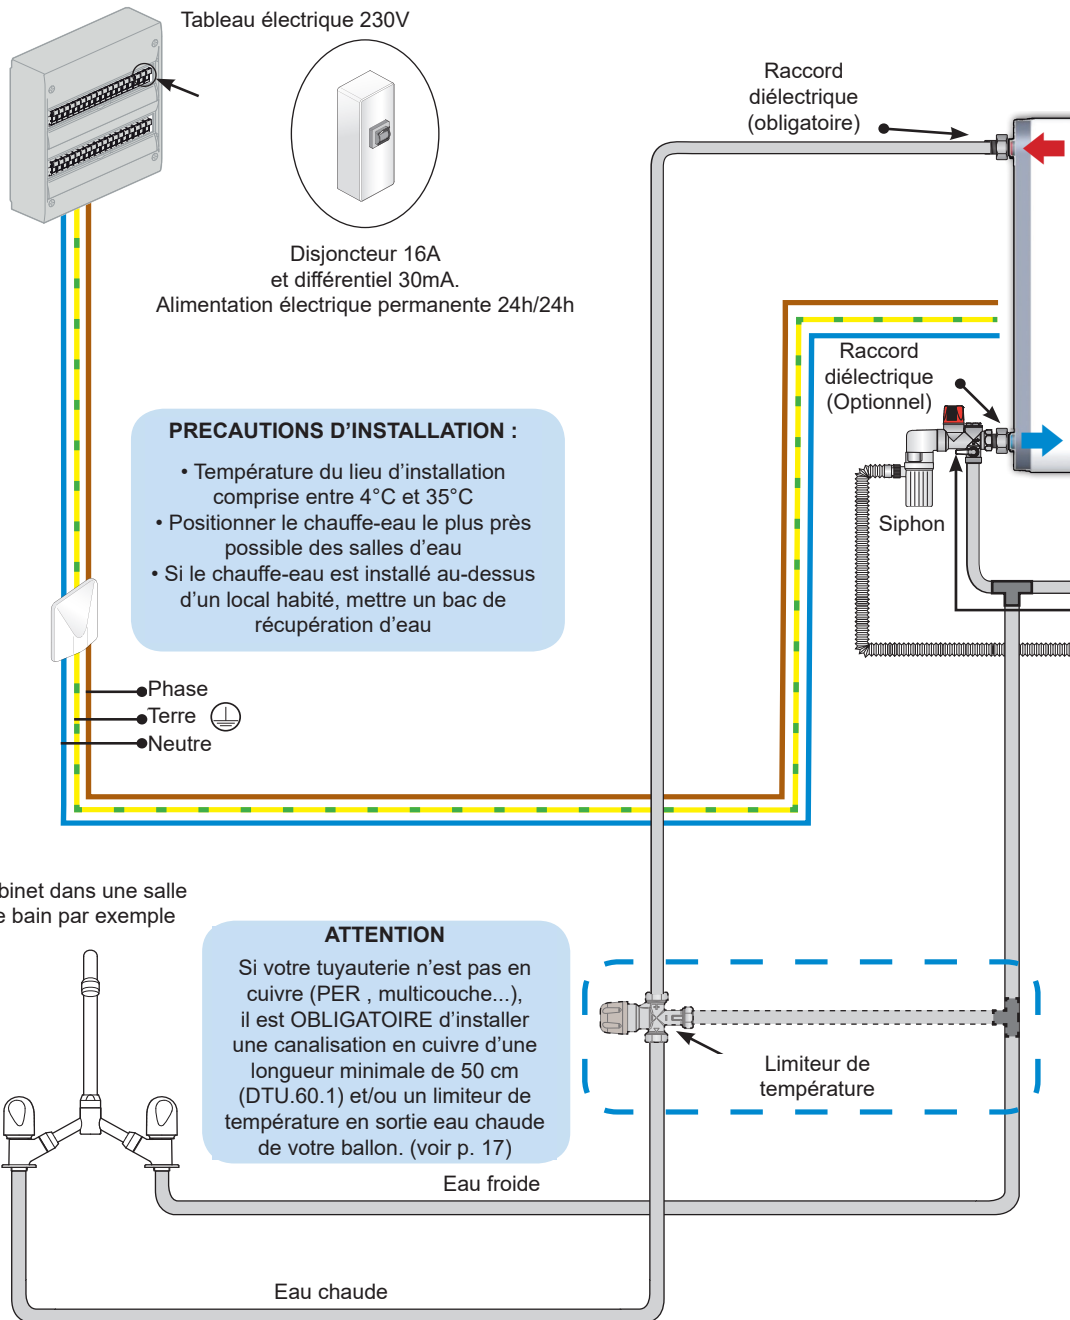 Tableau électrique 230V
Disjoncteur 16A
et différentiel 30mA.
Alimentation électrique permanente 24h/24h
Raccord
diélectrique
(obligatoire)
Raccord
diélectrique
(Optionnel)
Siphon
PRECAUTIONS D’INSTALLATION :
• Température du lieu d’installation
comprise entre 4°C et 35°C
• Positionner le chauffe-eau le plus près
possible des salles d’eau
• Si le chauffe-eau est installé au-dessus
d’un local habité, mettre un bac de
récupération d’eau
Phase
Terre
Neutre
binet dans une salle
e bain par exemple
ATTENTION
Si votre tuyauterie n’est pas en
cuivre (PER , multicouche...),
il est OBLIGATOIRE d’installer
une canalisation en cuivre d’une
longueur minimale de 50 cm
(DTU.60.1) et/ou un limiteur de
température en sortie eau chaude
de votre ballon. (voir p. 17)
Limiteur de
température
Eau froide
Eau chaude